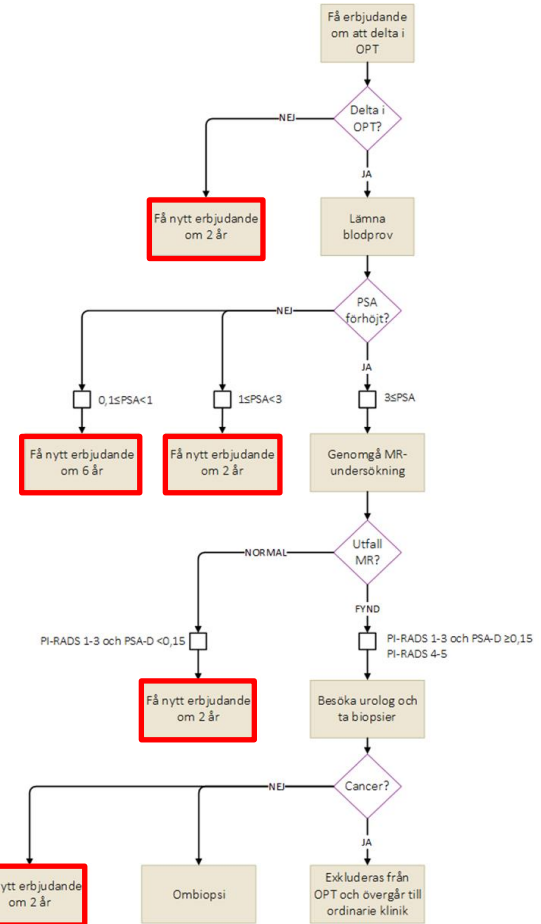 Få erbjudande
om att delta i
OPT
Delta i
OPT?
NEJ
JA
Få nytt erbjudande
om 2 år
Lämna
blodprov
PSA
förhöjt?
NEJ
JA
0,1≤PSA<1
1≤PSA<3
3≤PSA
Få nytt erbjudande
om 6 år
Få nytt erbjudande
om 2 år
Genomgå MR-
undersökning
Utfall
MR?
NORMAL
FYND
PI-RADS 1-3 och PSA-D <0,15
PI-RADS 1-3 och PSA-D ≥0,15
PI-RADS 4-5
Få nytt erbjudande
om 2 år
Besöka urolog och
ta biopsier
Cancer?
NEJ
JA
ytt erbjudande
om 2 år
Ombiopsi
Exkluderas från
OPT och övergår till
ordinarie klinik